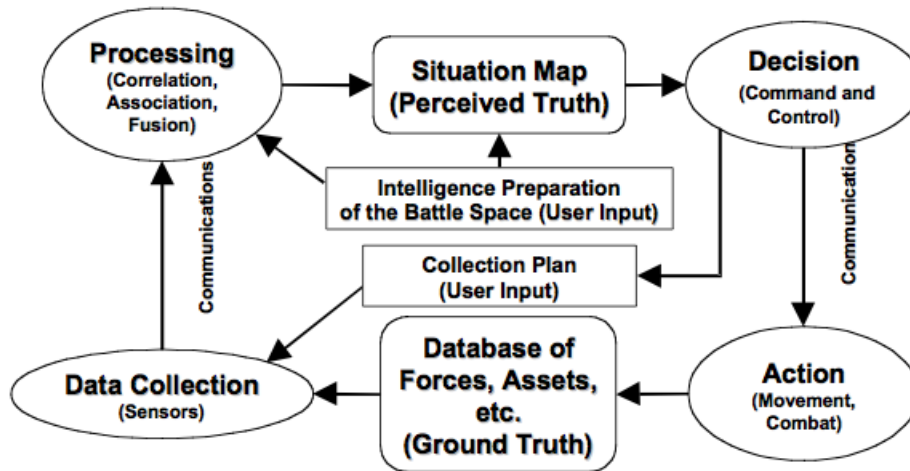 Processing
(Correlation,
Association,
Fusion)
Situation Map
(Perceived Truth)
Decision
(Command and
Control)
Intelligence Preparation
of the Battle Space (User Input)
Communications
Communication
Collection Plan
(User Input)
Data Collection
(Sensors)
Database of
Forces, Assets,
etc.
(Ground Truth)
Action
(Movement,
Combat)